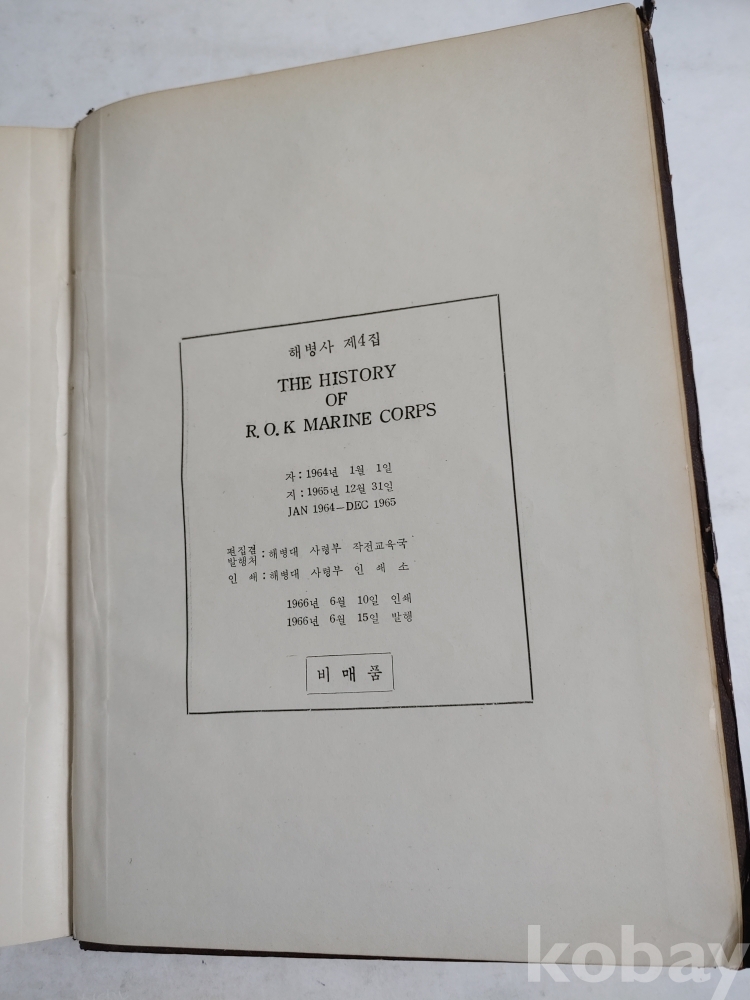 해병사 제4집
THE HISTORY
OF
R.O.K MARINE CORPS
자 : 1964년 1월 1일
지 : 1965년 12월 31일
JAN 1964—DEC 1965
편집겸
발행처 : 해병대 사령부 작전교육국
인 쇄 : 해병대 사령부 인 쇄 소
1966년 6월 10일 인쇄
1966년 6월 15일 발행
비 매 품
kobay